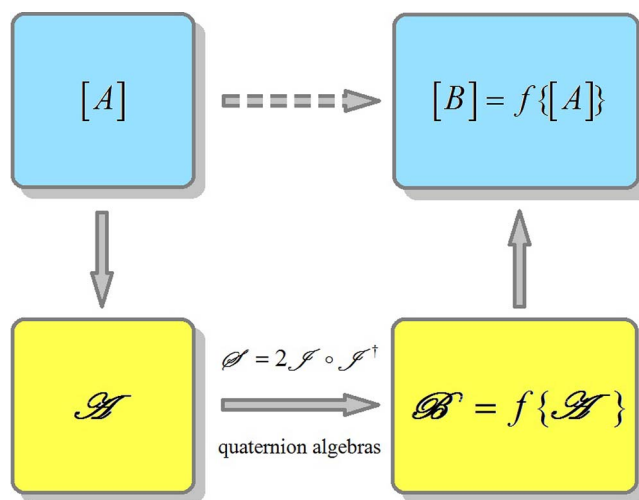 [A]
[B] = f{[A]}
𝒮 = 2𝒥 ∘ 𝒥†
𝒜
ℬ = f{𝒜}
quaternion algebras